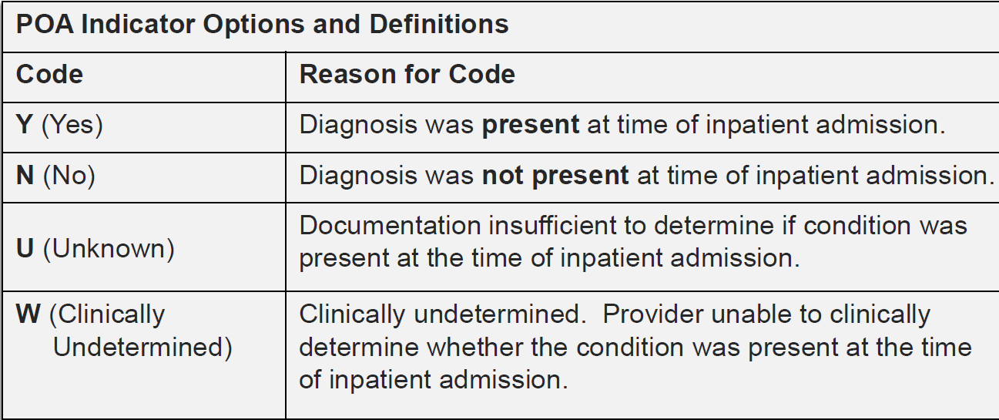 POA Indicator Options and Definitions
Code
Reason for Code
Y (Yes)
Diagnosis was present at time of inpatient admission.
N (No)
Diagnosis was not present at time of inpatient admission.
U (Unknown)
Documentation insufficient to determine if condition was
present at the time of inpatient admission.
W (Clinically
Undetermined)
Clinically undetermined.  Provider unable to clinically
determine whether the condition was present at the time
of inpatient admission.